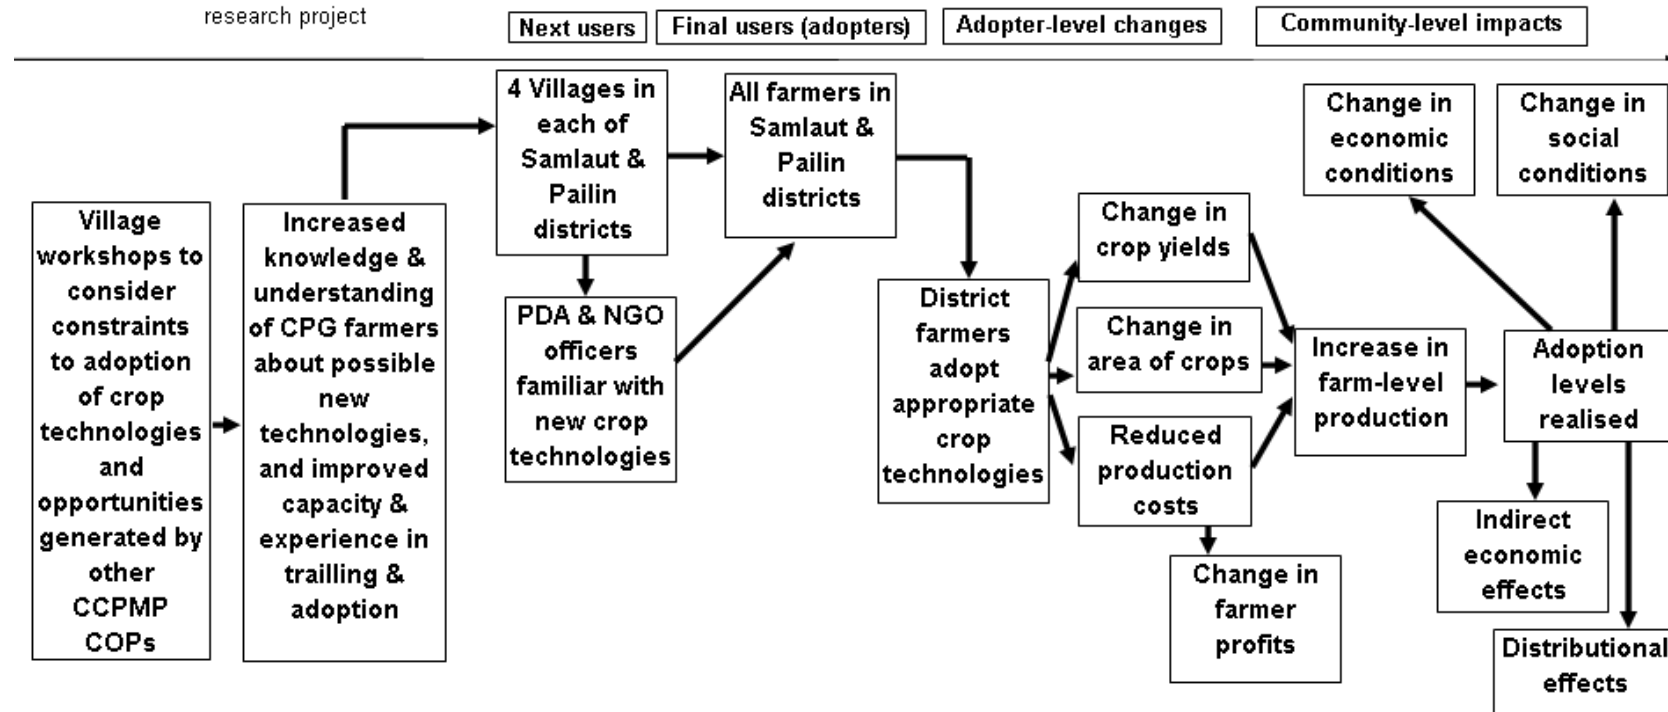 research project
Next users
Final users (adopters)
Adopter-level changes
Community-level impacts
Village
workshops to
consider
constraints
to adoption
of crop
technologies
and
opportunities
generated by
other
CCPMP
COPs
Increased
knowledge &
understanding
of CPG farmers
about possible
new
technologies,
and improved
capacity &
experience in
trailling &
adoption
4 Villages in
each of
Samlaut &
Pailin
districts
PDA & NGO
officers
familiar with
new crop
technologies
All farmers in
Samlaut &
Pailin
districts
District
farmers
adopt
appropriate
crop
technologies
Change in
crop yields
Change in
area of crops
Reduced
production
costs
Change in
farmer
profits
Increase in
farm-level
production
Change in
economic
conditions
Change in
social
conditions
Adoption
levels
realised
Indirect
economic
effects
Distributional
effects